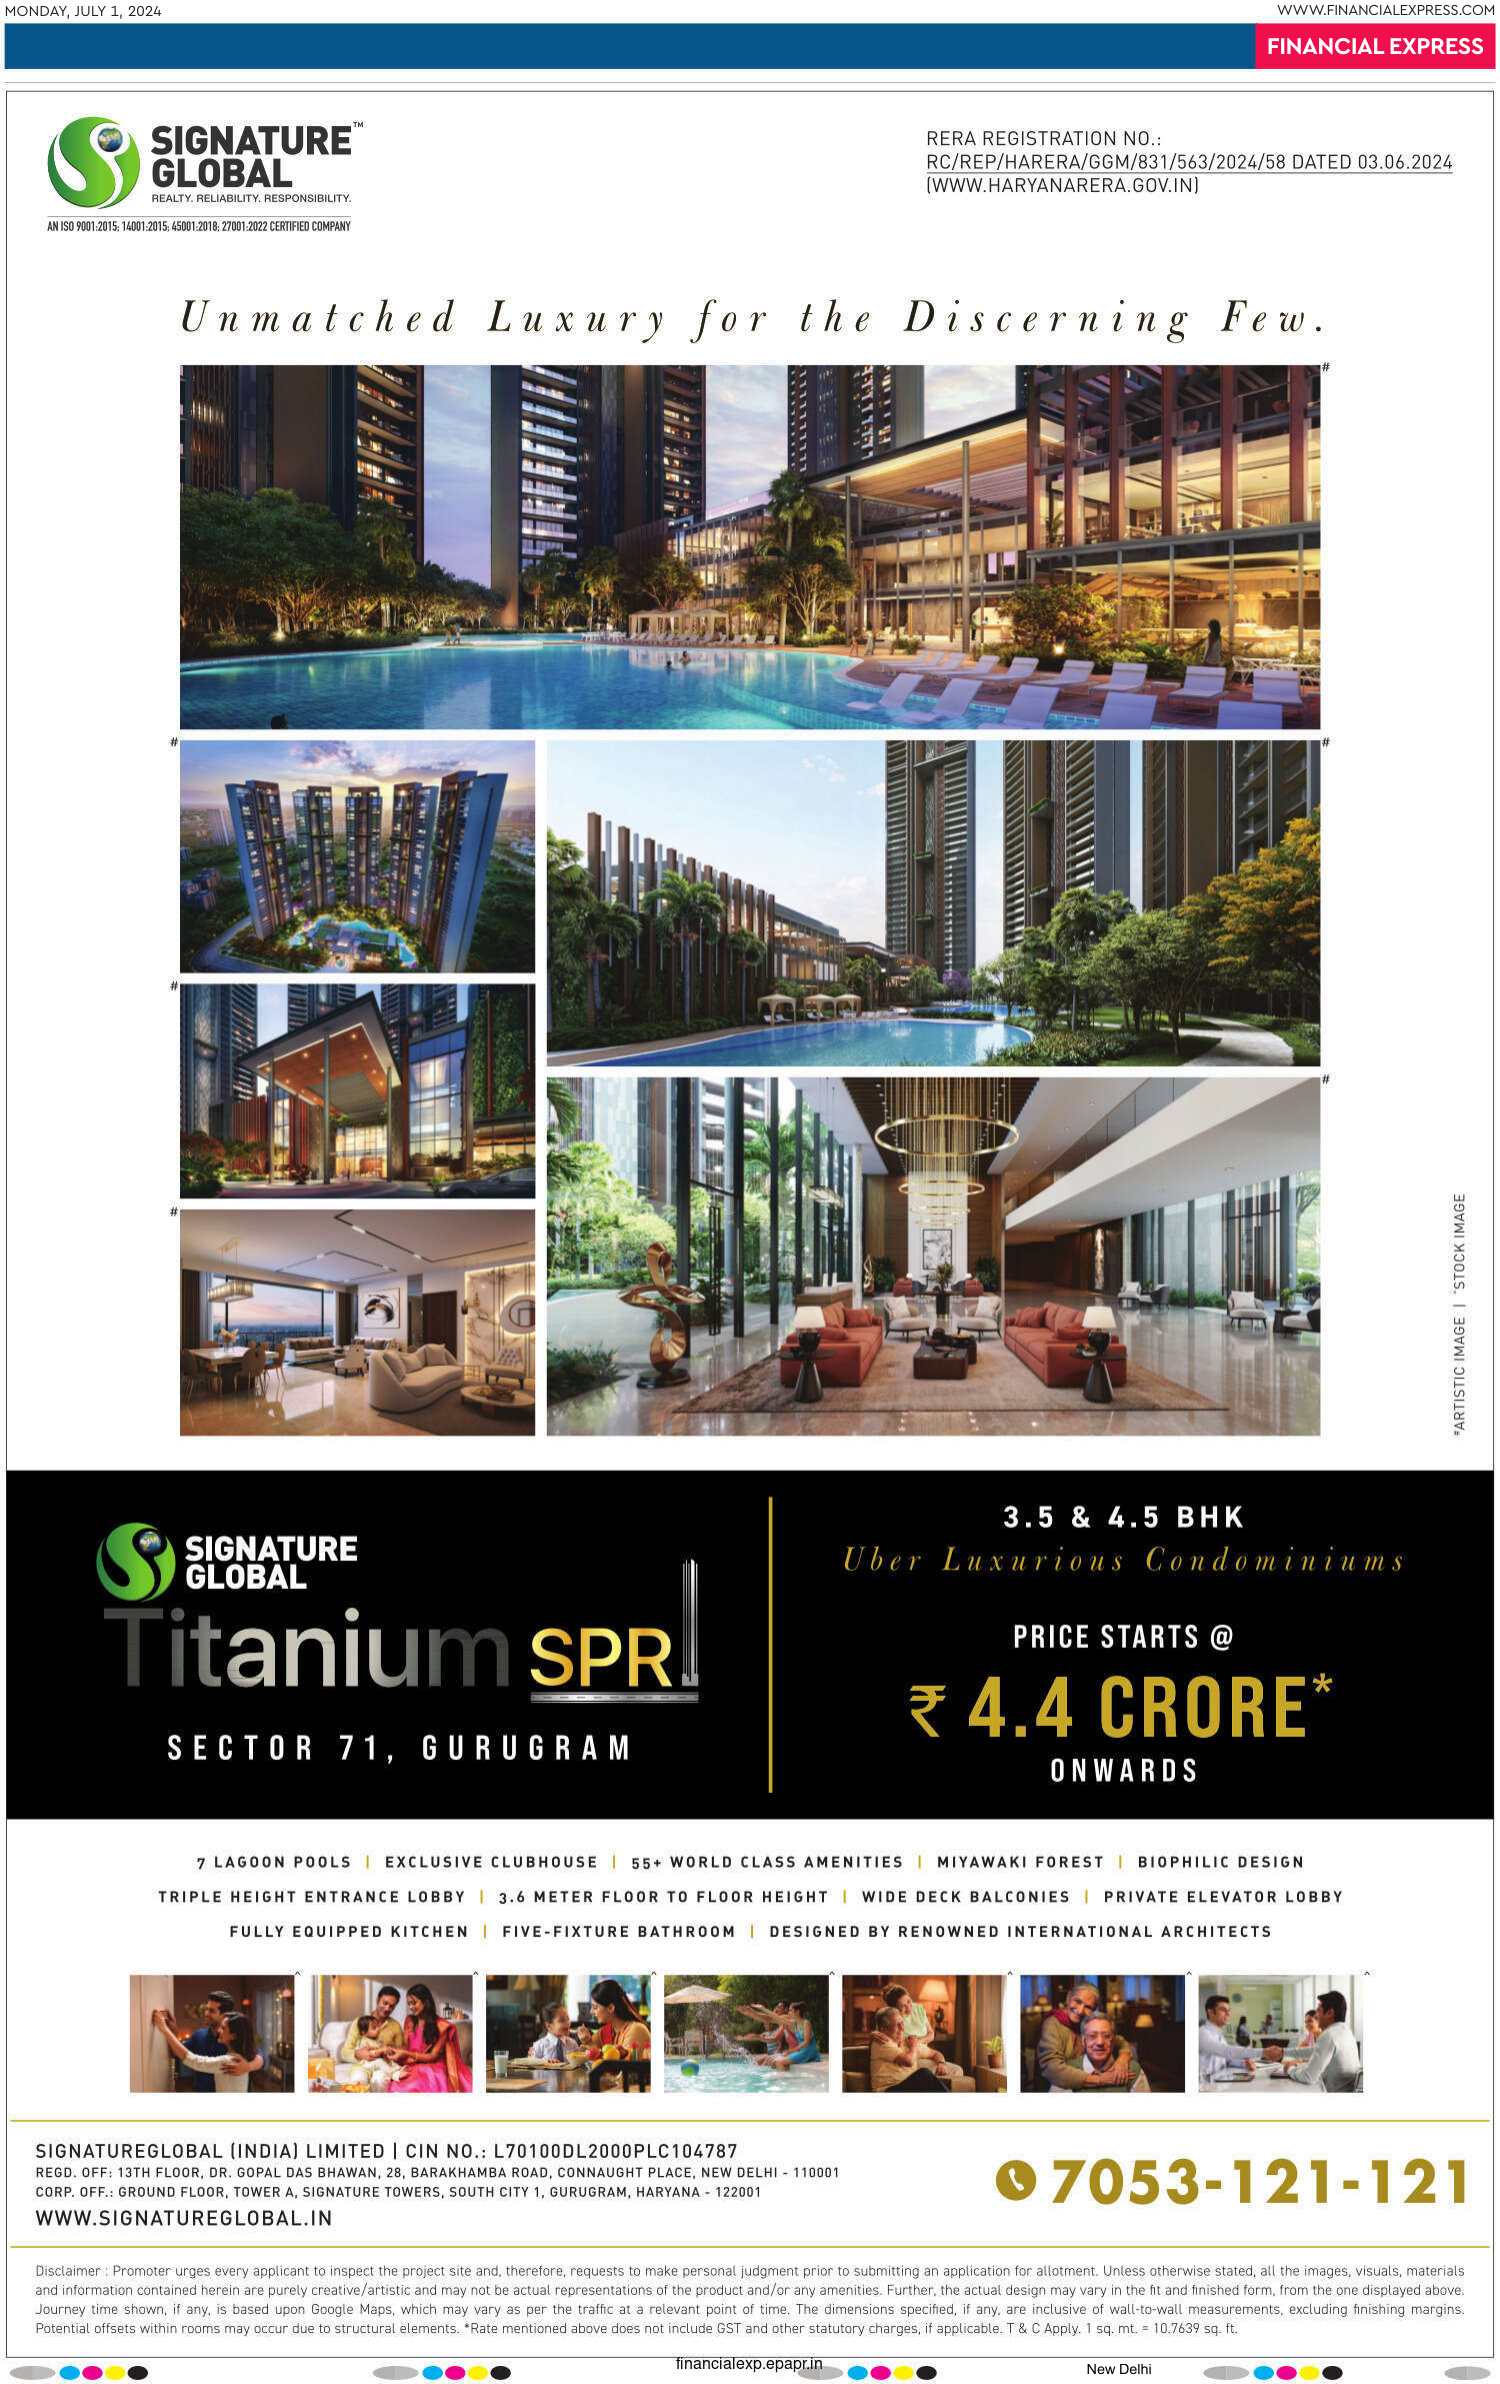 MONDAY, JULY 1, 2024
WWW.FINANCIALEXPRESS.COM
FINANCIAL EXPRESS
SIGNATURE™
GLOBAL
REALTY. RELIABILITY. RESPONSIBILITY.
AN ISO 9001:2015; 14001:2015; 45001:2018; 27001:2022 CERTIFIED COMPANY
RERA REGISTRATION NO.:
RC/REP/HARERA/GGM/831/563/2024/58 DATED 03.06.2024
(WWW.HARYANARERA.GOV.IN)
Unmatched Luxury for the Discerning Few.
#
#
#
#
#
#
#ARTISTIC IMAGE | ^STOCK IMAGE
SIGNATURE
GLOBAL
Titanium SPR
SECTOR 71, GURUGRAM
3.5 & 4.5 BHK
Uber Luxurious Condominiums
PRICE STARTS @
₹ 4.4 CRORE*
ONWARDS
7 LAGOON POOLS | EXCLUSIVE CLUBHOUSE | 55+ WORLD CLASS AMENITIES | MIYAWAKI FOREST | BIOPHILIC DESIGN
TRIPLE HEIGHT ENTRANCE LOBBY | 3.6 METER FLOOR TO FLOOR HEIGHT | WIDE DECK BALCONIES | PRIVATE ELEVATOR LOBBY
FULLY EQUIPPED KITCHEN | FIVE-FIXTURE BATHROOM | DESIGNED BY RENOWNED INTERNATIONAL ARCHITECTS
^ ^ ^ ^ ^ ^ ^
SIGNATUREGLOBAL (INDIA) LIMITED | CIN NO.: L70100DL2000PLC104787
REGD. OFF: 13TH FLOOR, DR. GOPAL DAS BHAWAN, 28, BARAKHAMBA ROAD, CONNAUGHT PLACE, NEW DELHI - 110001
CORP. OFF.: GROUND FLOOR, TOWER A, SIGNATURE TOWERS, SOUTH CITY 1, GURUGRAM, HARYANA - 122001
WWW.SIGNATUREGLOBAL.IN
7053-121-121
Disclaimer : Promoter urges every applicant to inspect the project site and, therefore, requests to make personal judgment prior to submitting an application for allotment. Unless otherwise stated, all the images, visuals, materials
and information contained herein are purely creative/artistic and may not be actual representations of the product and/or any amenities. Further, the actual design may vary in the fit and finished form, from the one displayed above.
Journey time shown, if any, is based upon Google Maps, which may vary as per the traffic at a relevant point of time. The dimensions specified, if any, are inclusive of wall-to-wall measurements, excluding finishing margins.
Potential offsets within rooms may occur due to structural elements. *Rate mentioned above does not include GST and other statutory charges, if applicable. T & C Apply. 1 sq. mt. = 10.7639 sq. ft.
financialexp.epapr.in
New Delhi